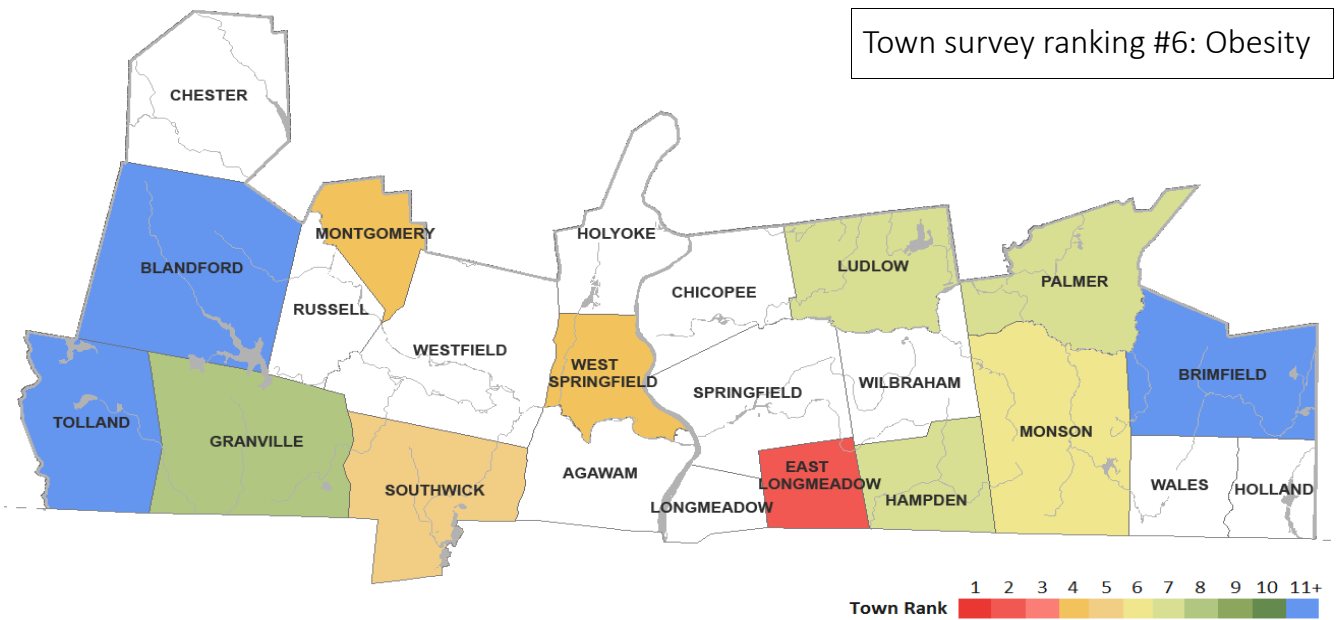 Town survey ranking #6: Obesity
CHESTER
MONTGOMERY
HOLYOKE
BLANDFORD
LUDLOW
PALMER
CHICOPEE
RUSSELL
WESTFIELD
WEST
SPRINGFIELD
BRIMFIELD
WILBRAHAM
SPRINGFIELD
TOLLAND
MONSON
GRANVILLE
EAST
LONGMEADOW
AGAWAM
SOUTHWICK
WALES
HOLLAND
HAMPDEN
LONGMEADOW
1 2 3 4 5 6 7 8 9 10 11+
Town Rank